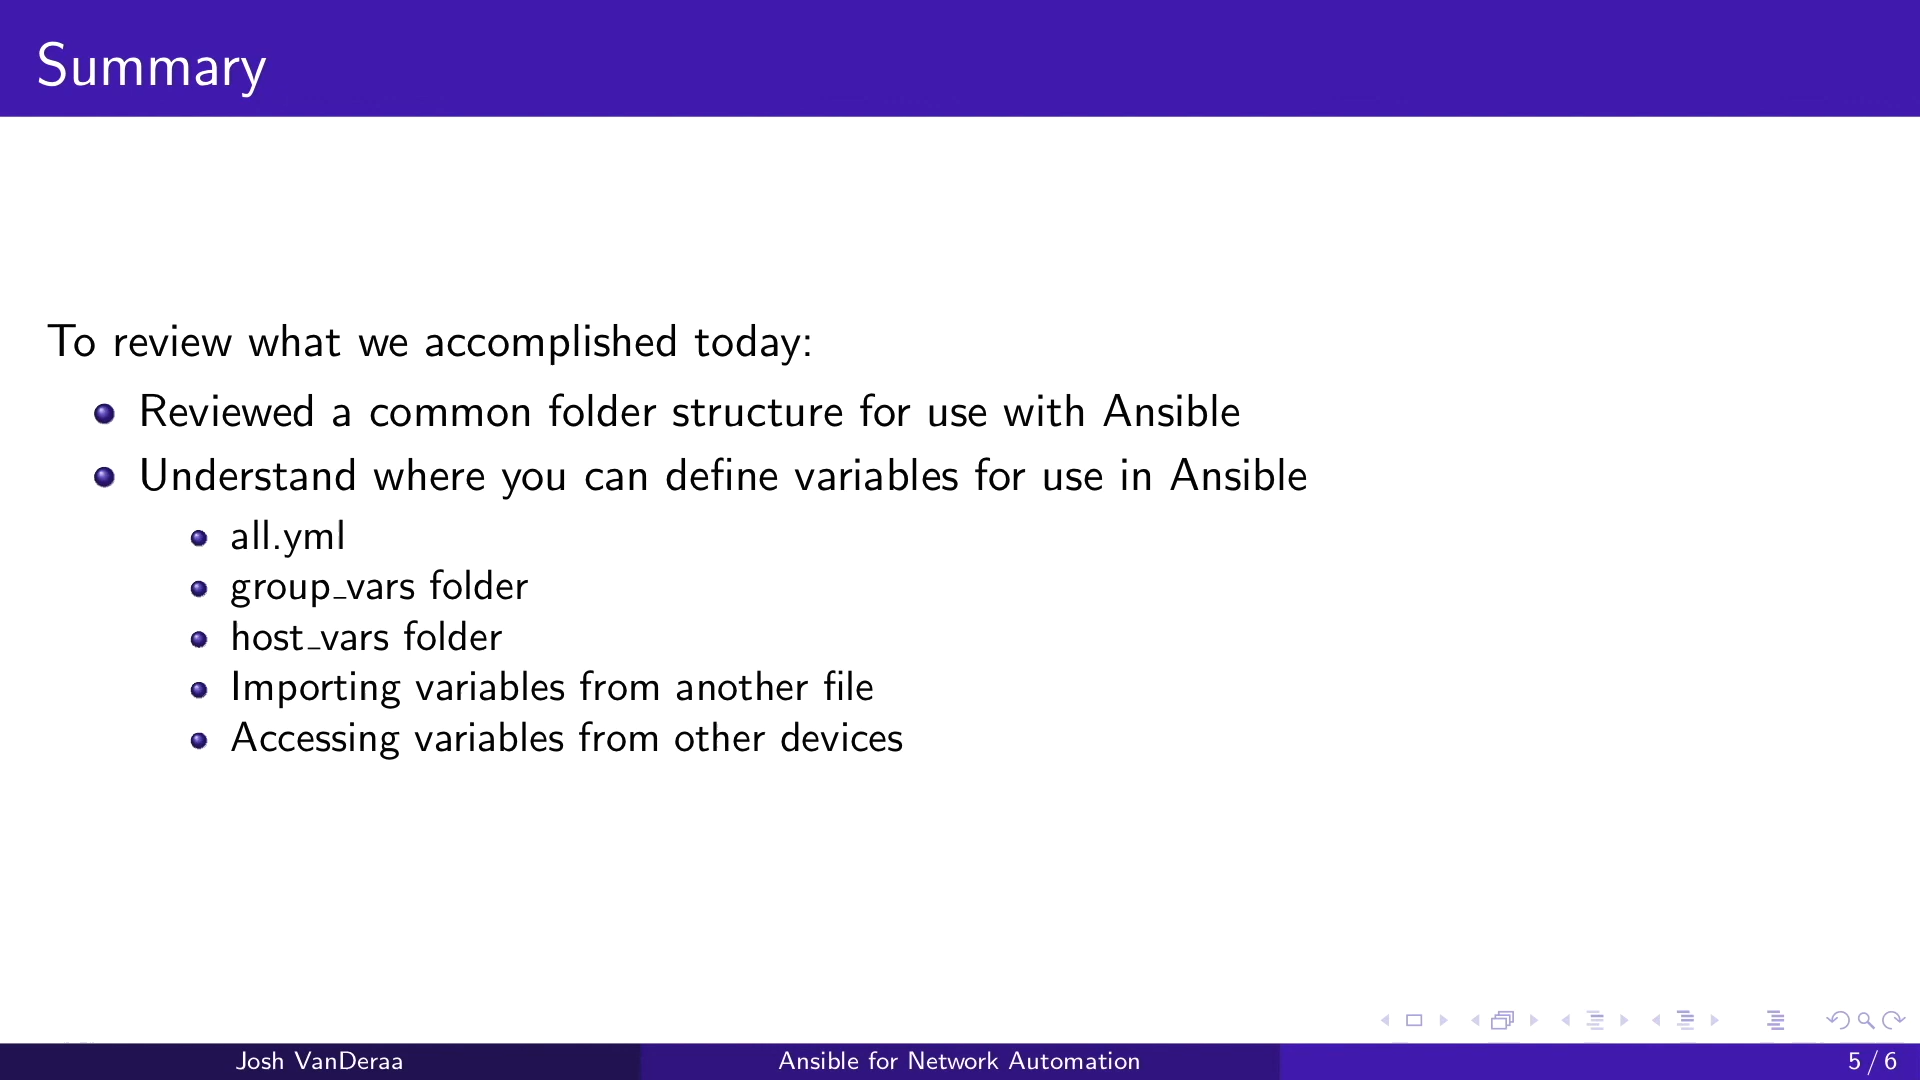 Summary
To review what we accomplished today:
Reviewed a common folder structure for use with Ansible
Understand where you can define variables for use in Ansible
all.yml
group_vars folder
host_vars folder
Importing variables from another file
Accessing variables from other devices
Josh VanDeraa
Ansible for Network Automation
5 / 6